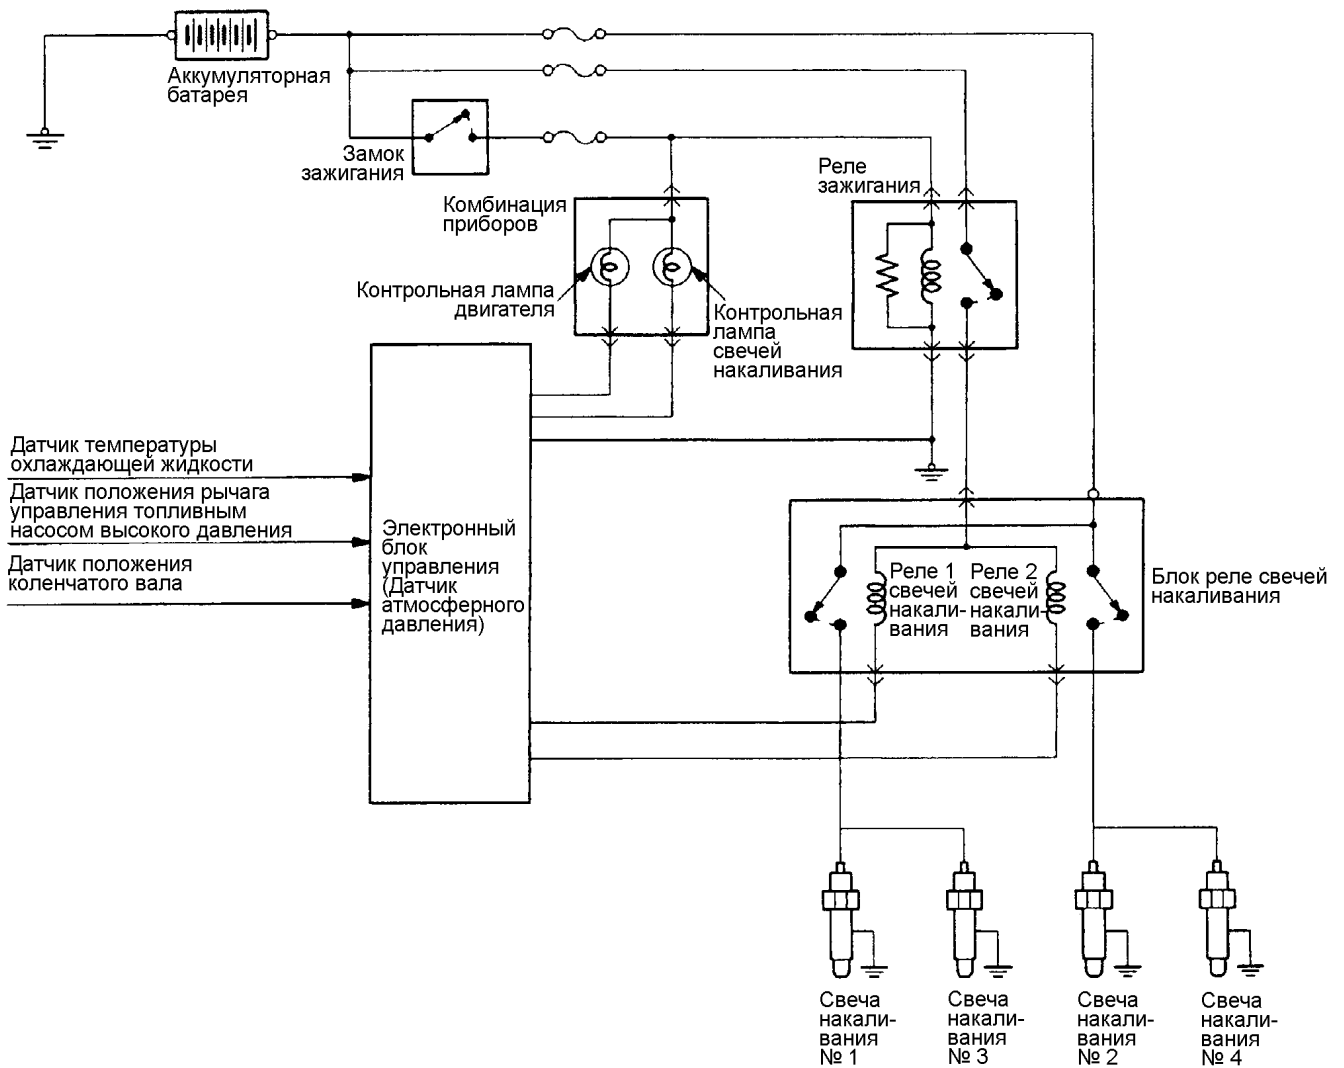 Аккумуляторная
батарея
Замок
зажигания
Комбинация
приборов
Реле
зажигания
Контрольная лампа
двигателя
Контрольная
лампа
свечей
накаливания
Датчик температуры
охлаждающей жидкости
Датчик положения рычага
управления топливным
насосом высокого давления
Датчик положения
коленчатого вала
Электронный
блок
управления
(Датчик
атмосферного
давления)
Реле 1
свечей
накали-
вания
Реле 2
свечей
накали-
вания
Блок реле свечей
накаливания
Свеча
накали-
вания
№ 1
Свеча
накали-
вания
№ 3
Свеча
накали-
вания
№ 2
Свеча
накали-
вания
№ 4